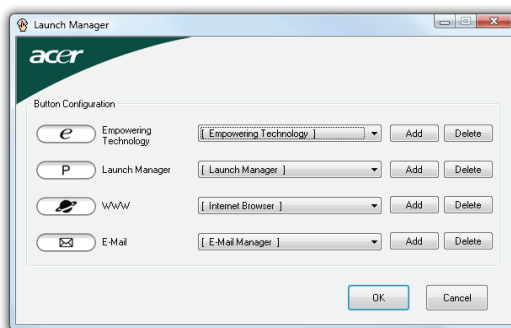 Launch Manager
acer
Button Configuration
e Empowering Technology [ Empowering Technology ] Add Delete
P Launch Manager [ Launch Manager ] Add Delete
WWW [ Internet Browser ] Add Delete
E-Mail [ E-Mail Manager ] Add Delete
OK Cancel